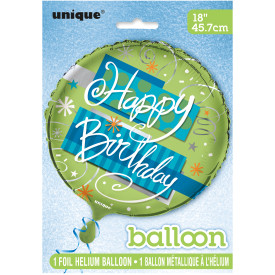 unique®
18"
45.7cm
Happy
Birthday
balloon
1 FOIL HELIUM BALLOON • 1 BALLON MÉTALLIQUE À L'HÉLIUM